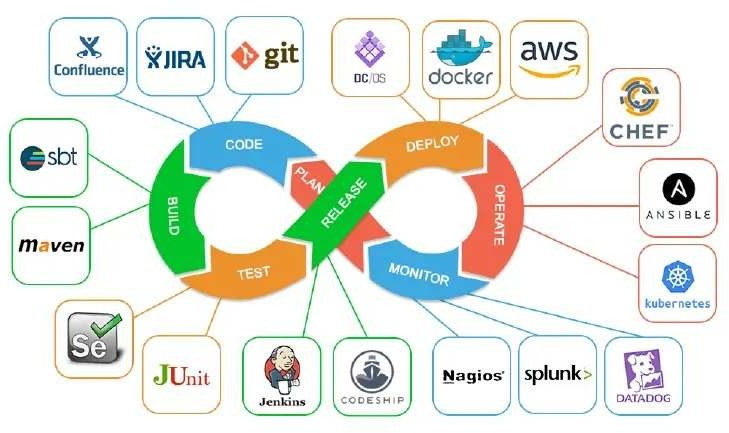 Confluence
JIRA
git
DC/OS
docker
aws
CHEF™
sbt
CODE
DEPLOY
PLAN
RELEASE
BUILD
OPERATE
ANSIBLE
maven
TEST
MONITOR
kubernetes
Se
JUnit
Jenkins
CODESHIP
Nagios®
splunk>
DATADOG